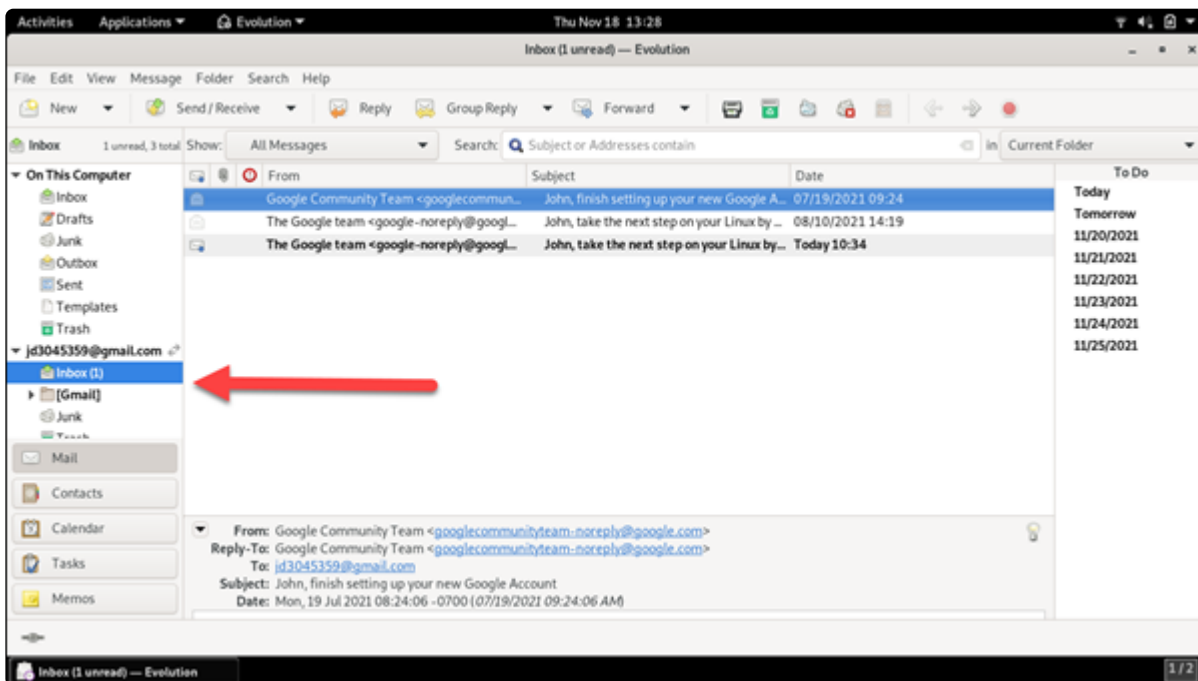 Activities Applications Evolution Thu Nov 18 13:28
Inbox (1 unread) — Evolution
File Edit View Message Folder Search Help
New Send / Receive Reply Group Reply Forward
Inbox 1 unread, 3 total Show: All Messages Search: Subject or Addresses contain in Current Folder
On This Computer
Inbox
Drafts
Junk
Outbox
Sent
Templates
Trash
jd3045359@gmail.com
Inbox (1)
[Gmail]
Junk
Trash
Mail
Contacts
Calendar
Tasks
Memos
From Subject Date
Google Community Team <googlecommun... John, finish setting up your new Google A... 07/19/2021 09:24
The Google team <google-noreply@googl... John, take the next step on your Linux by ... 08/10/2021 14:19
The Google team <google-noreply@googl... John, take the next step on your Linux by... Today 10:34
To Do
Today
Tomorrow
11/20/2021
11/21/2021
11/22/2021
11/23/2021
11/24/2021
11/25/2021
From: Google Community Team <googlecommunityteam-noreply@google.com>
Reply-To: Google Community Team <googlecommunityteam-noreply@google.com>
To: jd3045359@gmail.com
Subject: John, finish setting up your new Google Account
Date: Mon, 19 Jul 2021 08:24:06 -0700 (07/19/2021 09:24:06 AM)
Inbox (1 unread) — Evolution 1 / 2